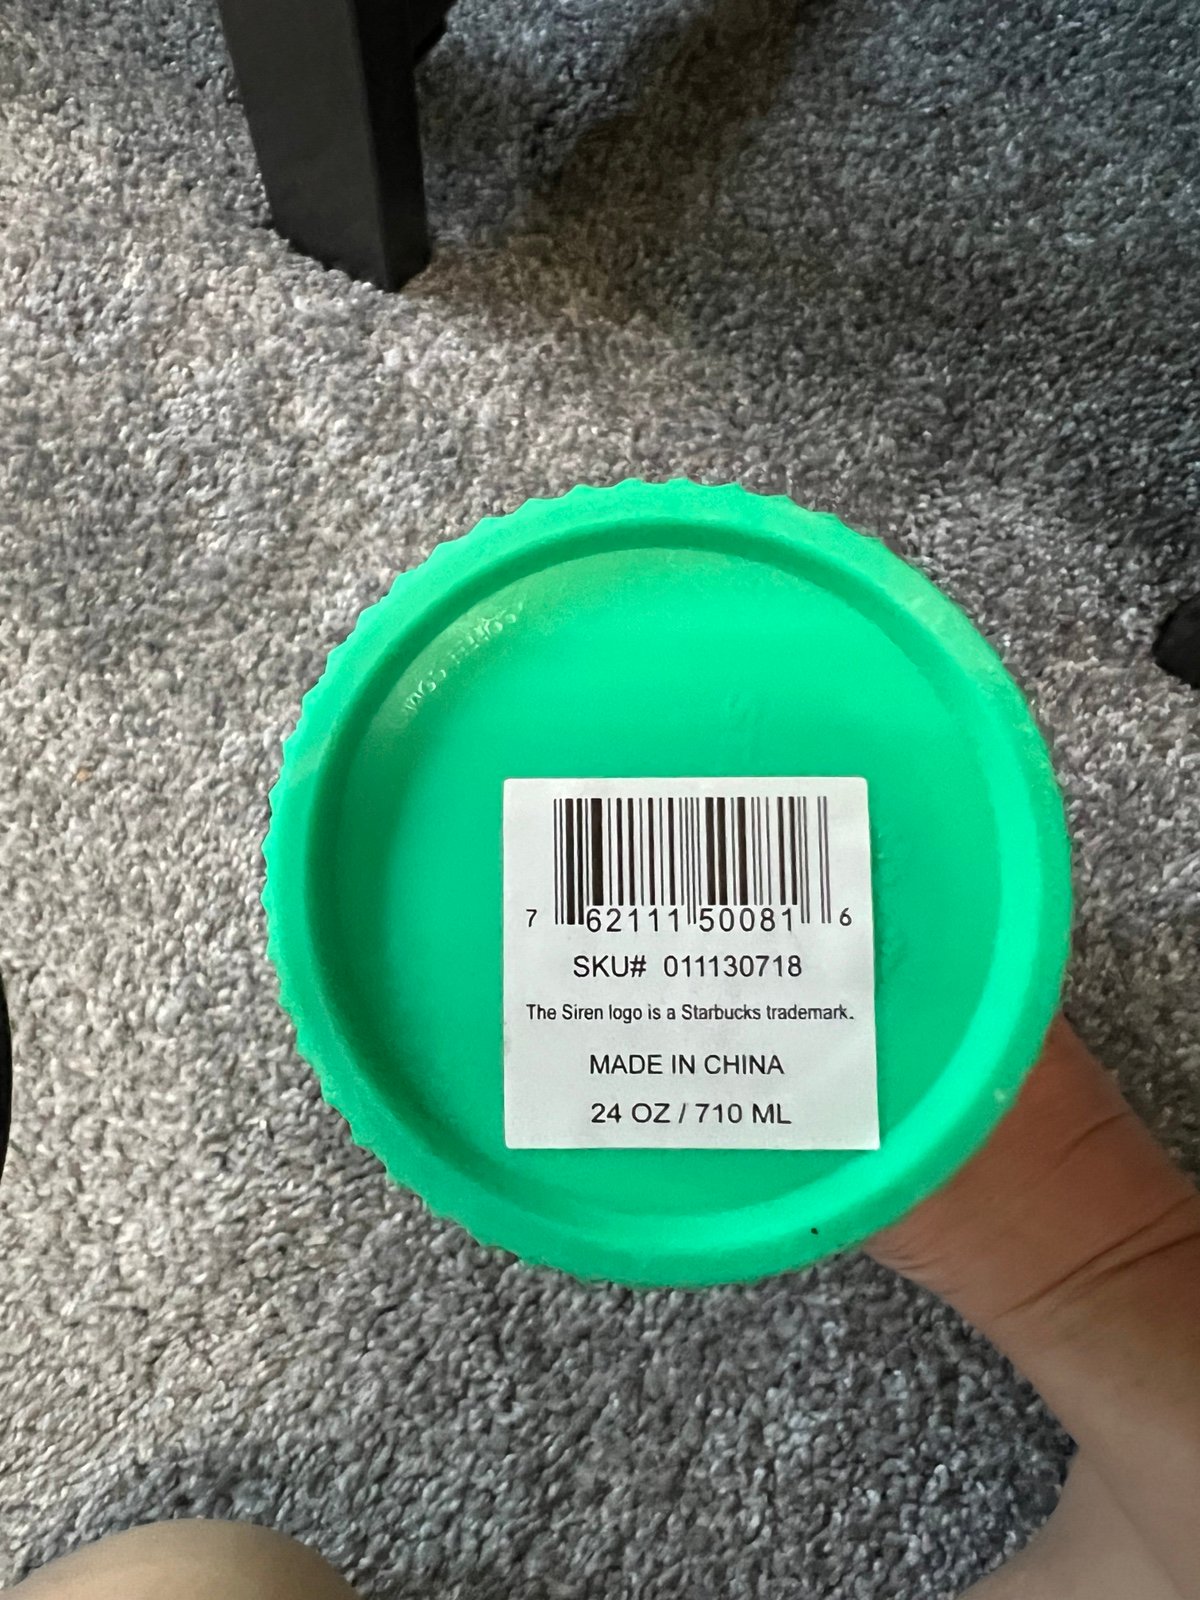 7 62111 50081 6
SKU# 011130718
The Siren logo is a Starbucks trademark.
MADE IN CHINA
24 OZ / 710 ML